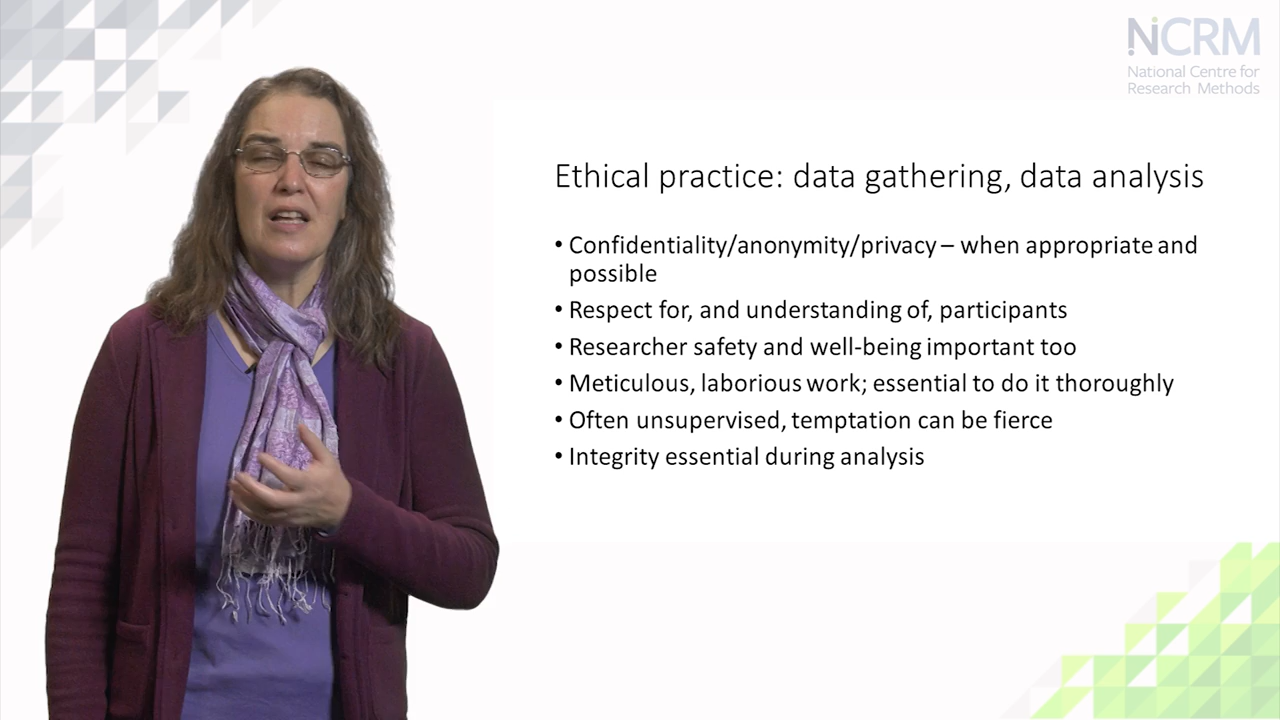 NCRM
National Centre for
Research Methods
Ethical practice: data gathering, data analysis
• Confidentiality/anonymity/privacy – when appropriate and
possible
• Respect for, and understanding of, participants
• Researcher safety and well-being important too
• Meticulous, laborious work; essential to do it thoroughly
• Often unsupervised, temptation can be fierce
• Integrity essential during analysis